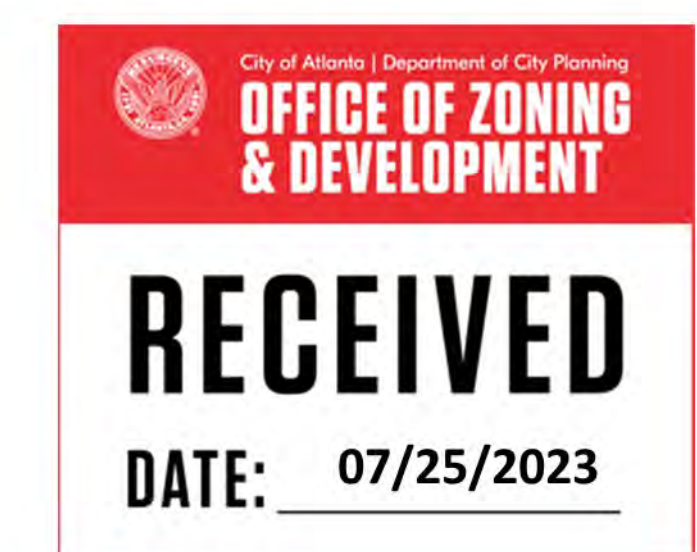 City of Atlanta | Department of City Planning
OFFICE OF ZONING
& DEVELOPMENT
RECEIVED
DATE: 07/25/2023